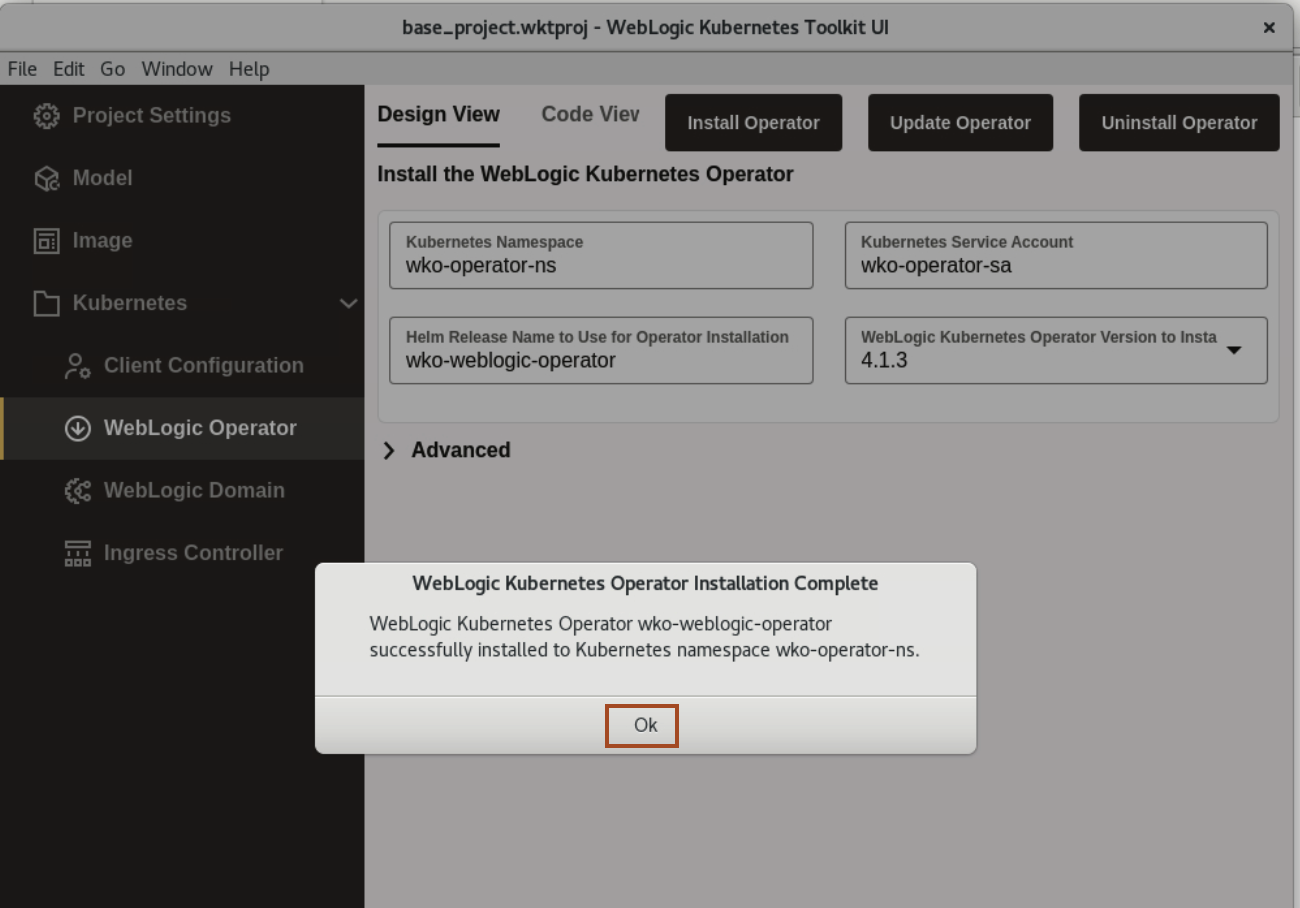 base_project.wktproj - WebLogic Kubernetes Toolkit UI
File Edit Go Window Help
Project Settings
Model
Image
Kubernetes
Client Configuration
WebLogic Operator
WebLogic Domain
Ingress Controller
Design View Code View Install Operator Update Operator Uninstall Operator
Install the WebLogic Kubernetes Operator
Kubernetes Namespace
wko-operator-ns
Kubernetes Service Account
wko-operator-sa
Helm Release Name to Use for Operator Installation
wko-weblogic-operator
WebLogic Kubernetes Operator Version to Insta
4.1.3
Advanced
WebLogic Kubernetes Operator Installation Complete
WebLogic Kubernetes Operator wko-weblogic-operator
successfully installed to Kubernetes namespace wko-operator-ns.
Ok